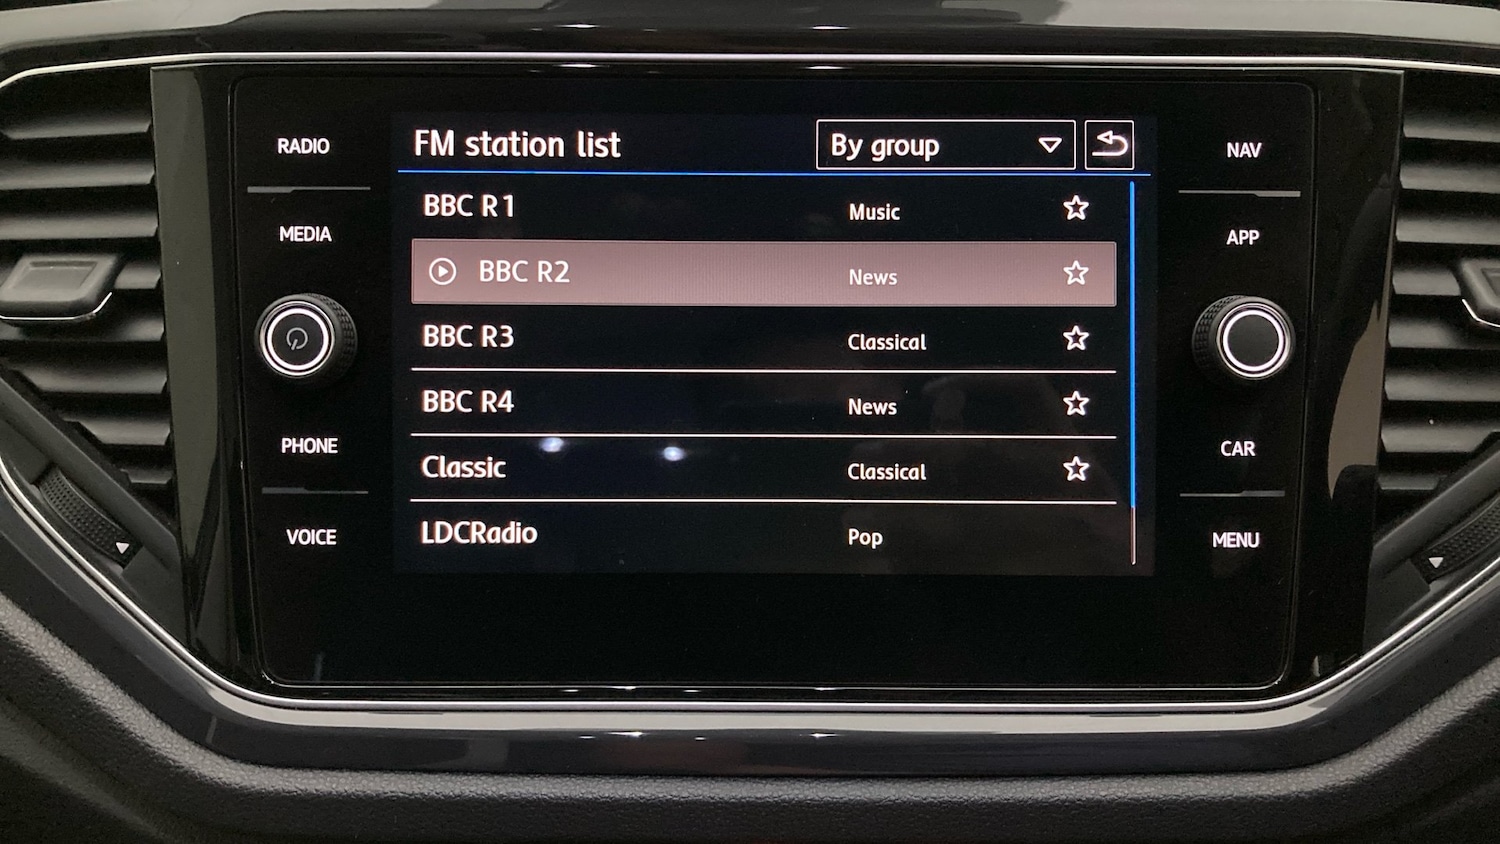 RADIO
MEDIA
PHONE
VOICE
FM station list By group
BBC R1 Music
BBC R2 News
BBC R3 Classical
BBC R4 News
Classic Classical
LDCRadio Pop
NAV
APP
CAR
MENU